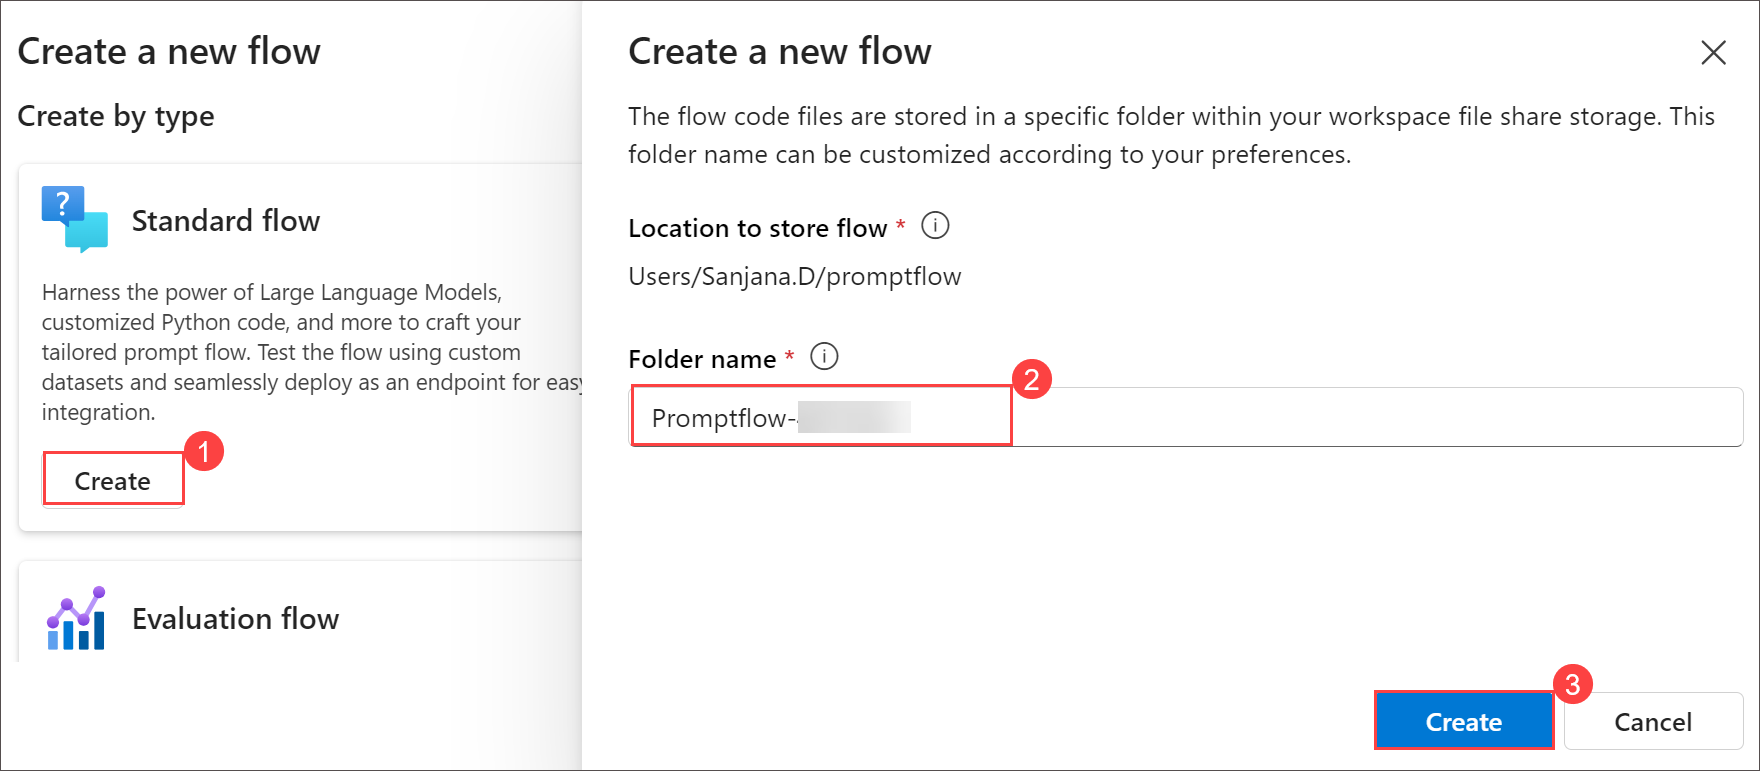 Create a new flow
Create by type
?
Standard flow
Harness the power of Large Language Models,
customized Python code, and more to craft your
tailored prompt flow. Test the flow using custom
datasets and seamlessly deploy as an endpoint for easy
integration.
1
Create
Evaluation flow
Create a new flow
The flow code files are stored in a specific folder within your workspace file share storage. This
folder name can be customized according to your preferences.
Location to store flow * i
Users/Sanjana.D/promptflow
Folder name * i
2
Promptflow-
3
Create
Cancel